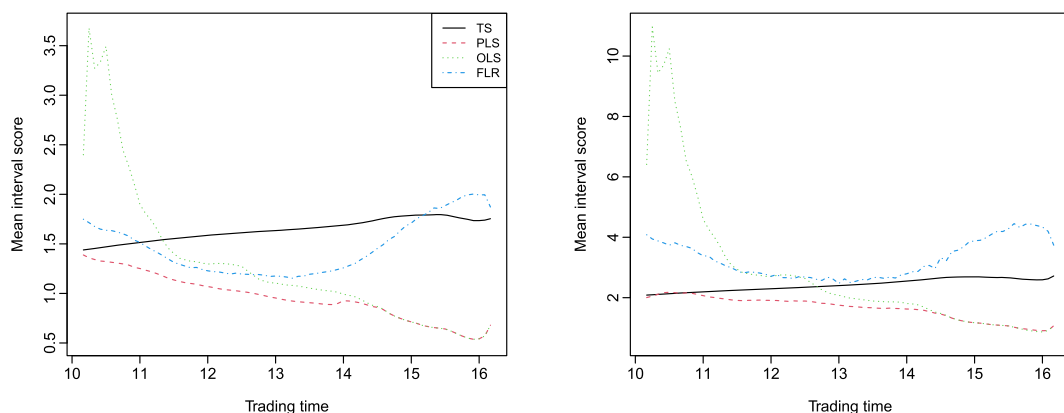 TS
PLS
OLS
FLR
Mean interval score
0.5
1.0
1.5
2.0
2.5
3.0
3.5
10 11 12 13 14 15 16
Trading time
Mean interval score
2
4
6
8
10
10 11 12 13 14 15 16
Trading time